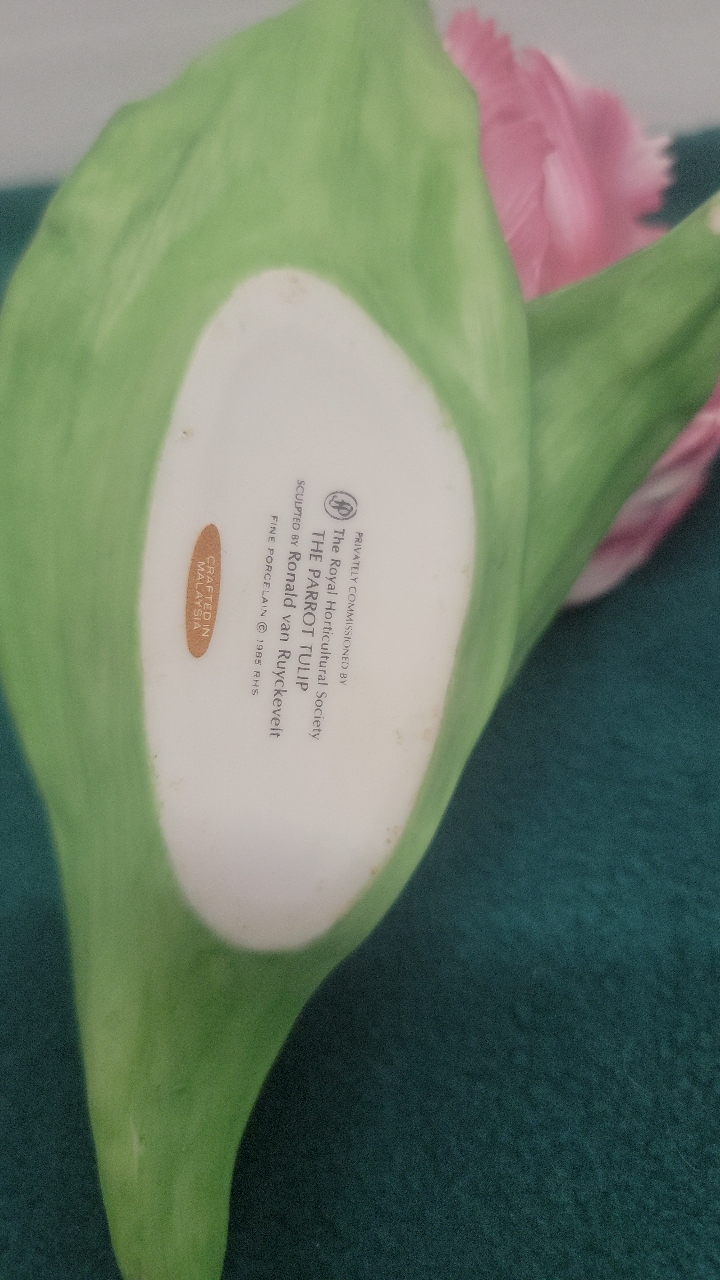 PRIVATELY COMMISSIONED BY
The Royal Horticultural Society
THE PARROT TULIP
SCULPTED BY Ronald van Ruyckevelt
FINE PORCELAIN © 1985 RHS
CRAFTED IN
MALAYSIA